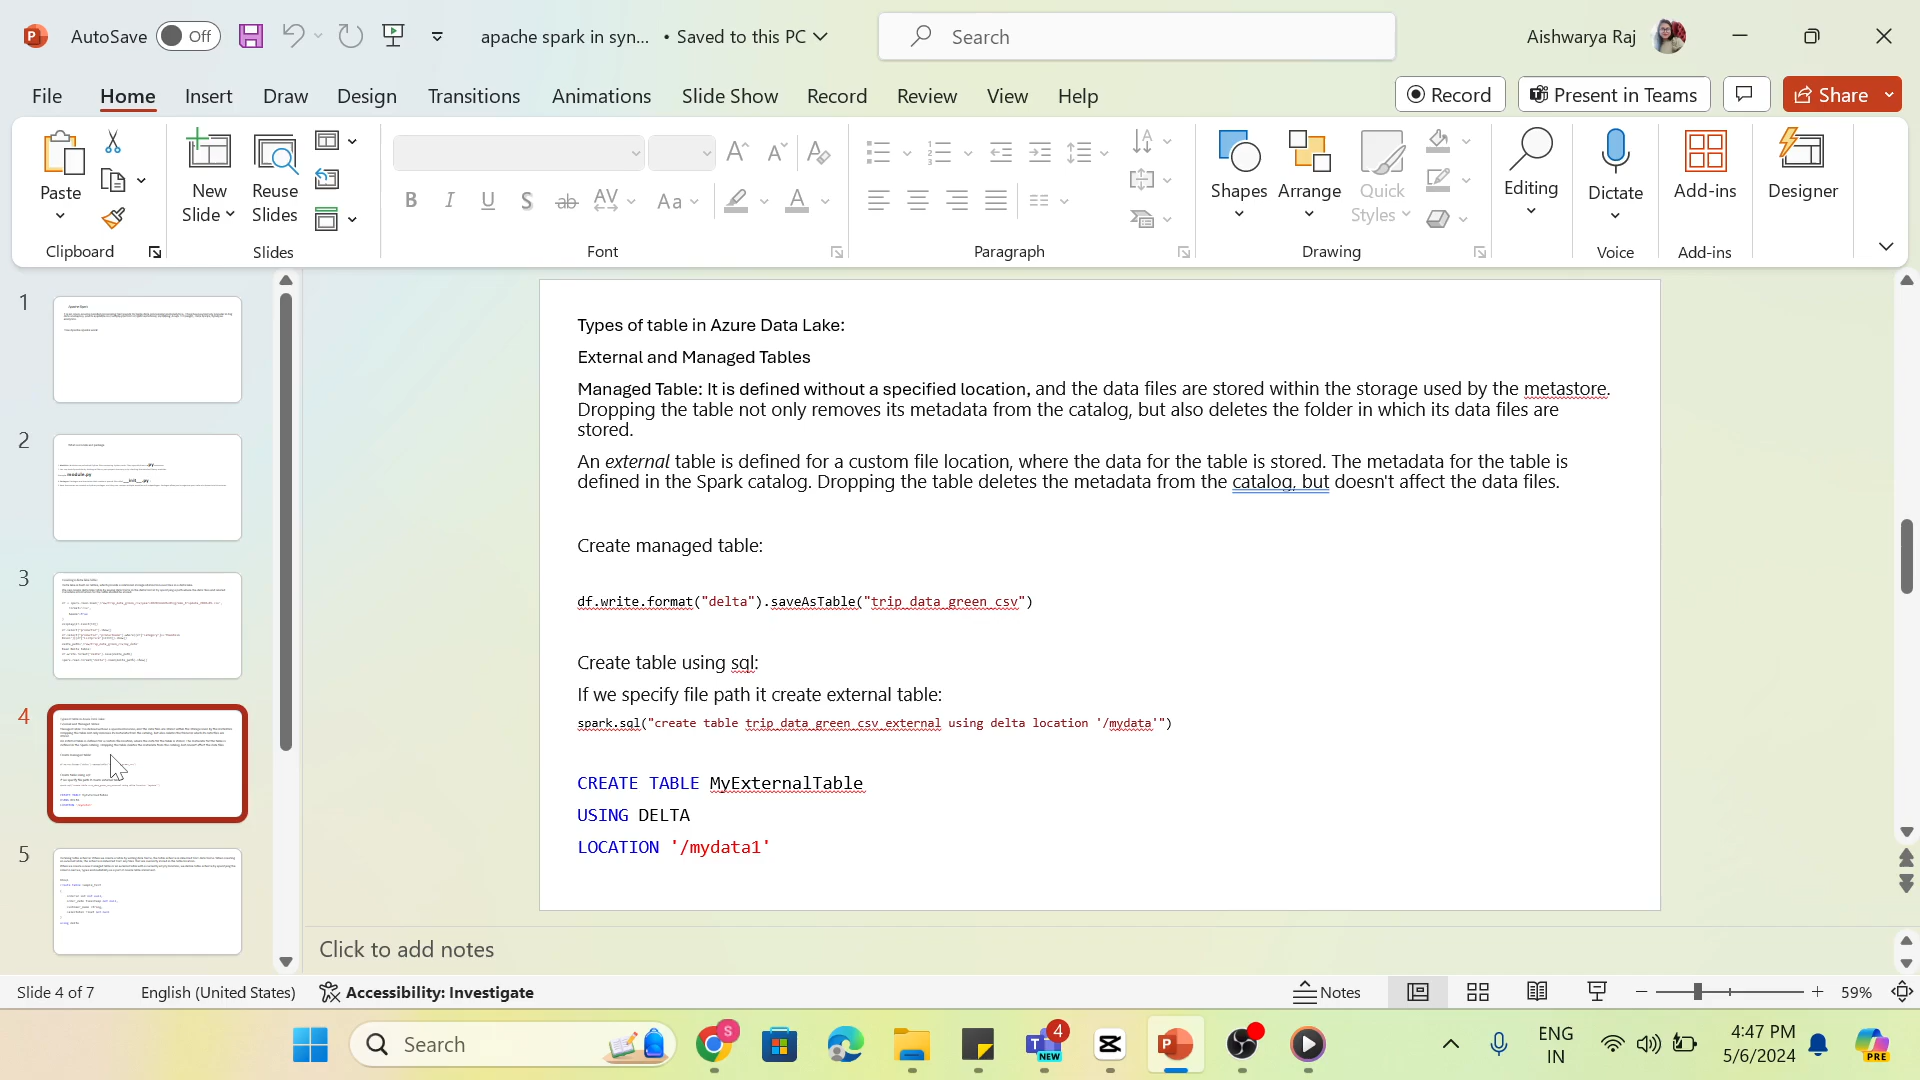 AutoSave Off apache spark in syn... • Saved to this PC Search Aishwarya Raj
File Home Insert Draw Design Transitions Animations Slide Show Record Review View Help Record Present in Teams Share
Paste
New Slide
Reuse Slides
Shapes
Arrange
Quick Styles
Editing
Dictate
Add-ins
Designer
Clipboard Slides Font Paragraph Drawing Voice Add-ins
1
2
3
4
5
Types of table in Azure Data Lake:
External and Managed Tables
Managed Table: It is defined without a specified location, and the data files are stored within the storage used by the metastore.
Dropping the table not only removes its metadata from the catalog, but also deletes the folder in which its data files are
stored.
An external table is defined for a custom file location, where the data for the table is stored. The metadata for the table is
defined in the Spark catalog. Dropping the table deletes the metadata from the catalog, but doesn't affect the data files.
Create managed table:
df.write.format("delta").saveAsTable("trip_data_green_csv")
Create table using sql:
If we specify file path it create external table:
spark.sql("create table trip_data_green_csv_external using delta location '/mydata'")
CREATE TABLE MyExternalTable
USING DELTA
LOCATION '/mydata1'
Click to add notes
Slide 4 of 7 English (United States) Accessibility: Investigate Notes 59%
Search
ENG
IN
4:47 PM
5/6/2024